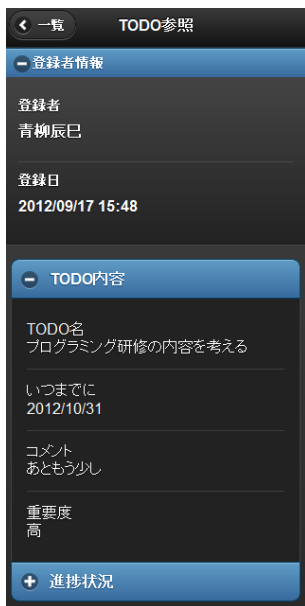 一覧
TODO参照
登録者情報
登録者
青柳辰巳
登録日
2012/09/17 15:48
TODO内容
TODO名
プログラミング研修の内容を考える
いつまでに
2012/10/31
コメント
あともう少し
重要度
高
進捗状況